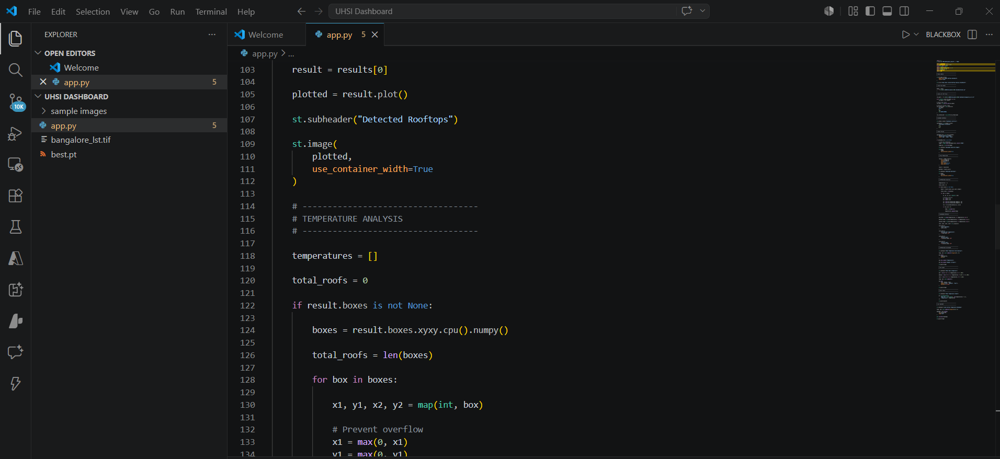 File Edit Selection View Go Run Terminal Help
UHSI Dashboard
EXPLORER
OPEN EDITORS
Welcome
app.py 5
UHSI DASHBOARD
sample images
app.py 5
bangalore_lst.tif
best.pt
10K
Welcome
app.py 5
BLACKBOX
app.py > ...
103 result = results[0]
104
105 plotted = result.plot()
106
107 st.subheader("Detected Rooftops")
108
109 st.image(
110 plotted,
111 use_container_width=True
112 )
113
114 # -----------------------------------
115 # TEMPERATURE ANALYSIS
116 # -----------------------------------
117
118 temperatures = []
119
120 total_roofs = 0
121
122 if result.boxes is not None:
123
124 boxes = result.boxes.xyxy.cpu().numpy()
125
126 total_roofs = len(boxes)
127
128 for box in boxes:
129
130 x1, y1, x2, y2 = map(int, box)
131
132 # Prevent overflow
133 x1 = max(0, x1)
134 y1 = max(0, y1)